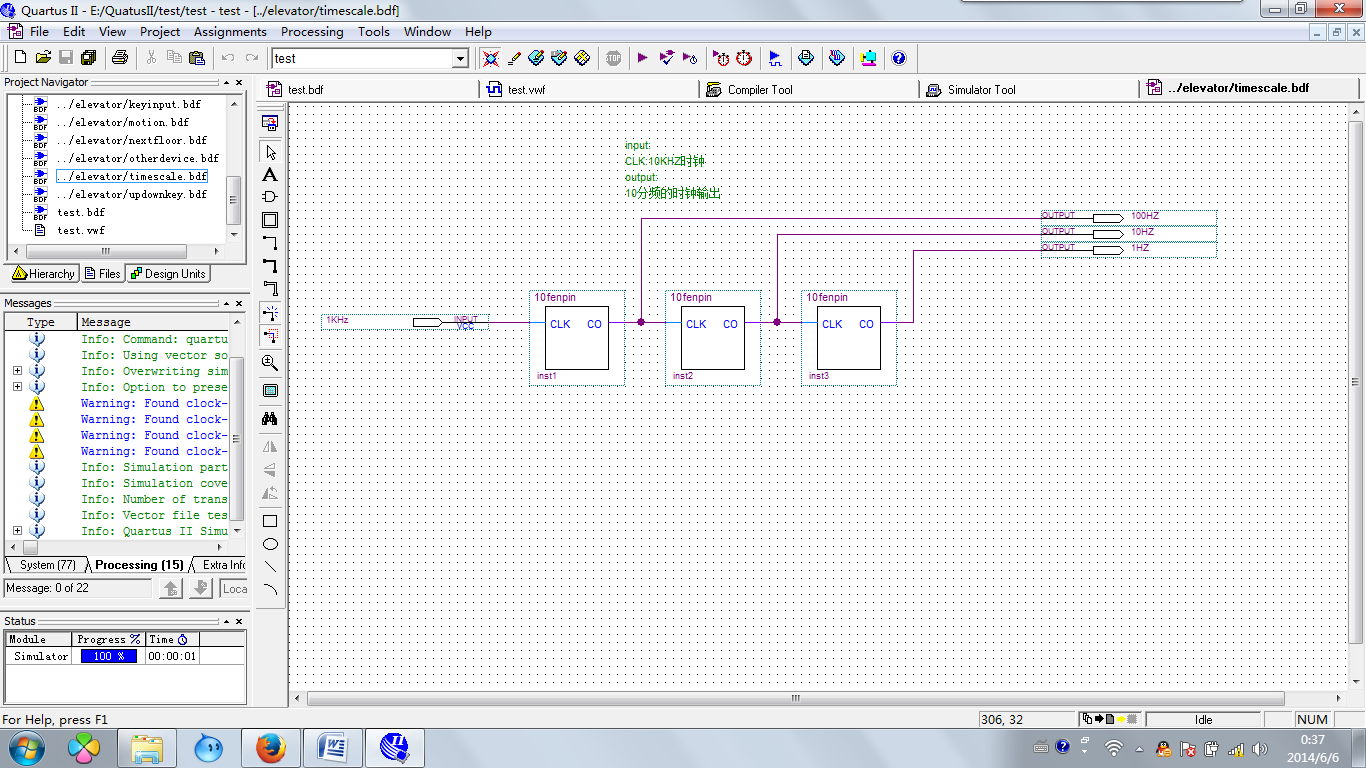 Quartus II - E:/QuatusII/test/test - test - [../elevator/timescale.bdf]
File Edit View Project Assignments Processing Tools Window Help
test
STOP
Project Navigator
../elevator/keyinput.bdf
../elevator/motion.bdf
../elevator/nextfloor.bdf
../elevator/otherdevice.bdf
../elevator/timescale.bdf
../elevator/updownkey.bdf
test.bdf
test.vwf
BDF
BDF
BDF
BDF
BDF
BDF
BDF
Hierarchy Files Design Units
test.bdf test.vwf Compiler Tool Simulator Tool ../elevator/timescale.bdf
input:
CLK:10KHZ时钟
output:
10分频的时钟输出
OUTPUT 100HZ
OUTPUT 10HZ
OUTPUT 1HZ
10fenpin 10fenpin 10fenpin
1KHz INPUT
VCC
CLK CO CLK CO CLK CO
inst1 inst2 inst3
Messages
Type Message
Info: Command: quartu
Info: Using vector so
Info: Overwriting sim
Info: Option to prese
Warning: Found clock-
Warning: Found clock-
Warning: Found clock-
Warning: Found clock-
Info: Simulation part
Info: Simulation cove
Info: Number of trans
Info: Vector file tes
Info: Quartus II Simu
System (77) Processing (15) Extra Info
Message: 0 of 22 Loca
Status
Module Progress % Time
Simulator 100 % 00:00:01
For Help, press F1 306, 32 Idle NUM
0:37
2014/6/6